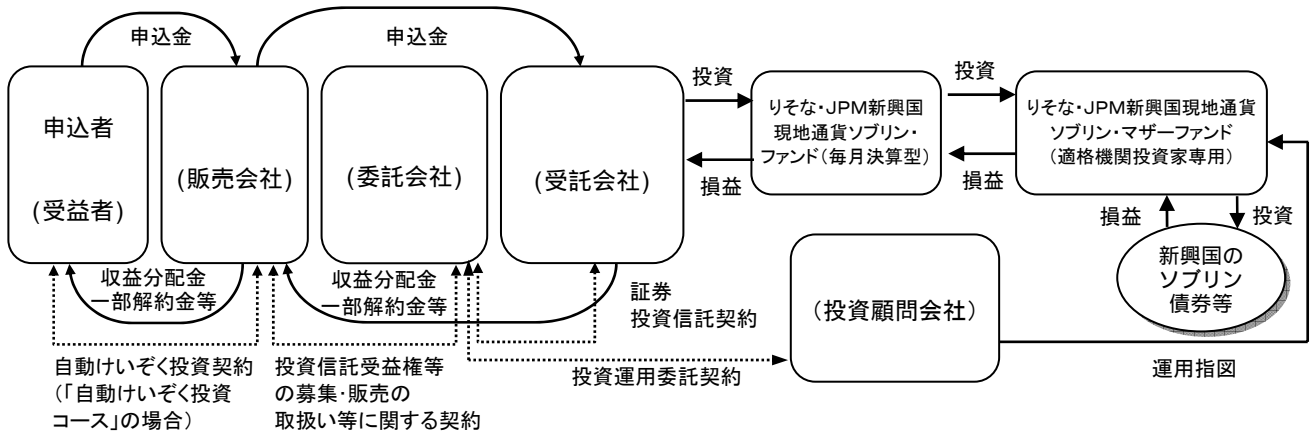 申込金
申込金
申込者
(受益者)
(販売会社)
(委託会社)
(受託会社)
投資
損益
りそな・JPM新興国
現地通貨ソブリン・
ファンド(毎月決算型)
投資
損益
りそな・JPM新興国現地通貨
ソブリン・マザーファンド
(適格機関投資家専用)
損益
投資
新興国の
ソブリン
債券等
収益分配金
一部解約金等
収益分配金
一部解約金等
証券
投資信託契約
(投資顧問会社)
運用指図
自動けいぞく投資契約
(「自動けいぞく投資
コース」の場合)
投資信託受益権等
の募集・販売の
取扱い等に関する契約
投資運用委託契約